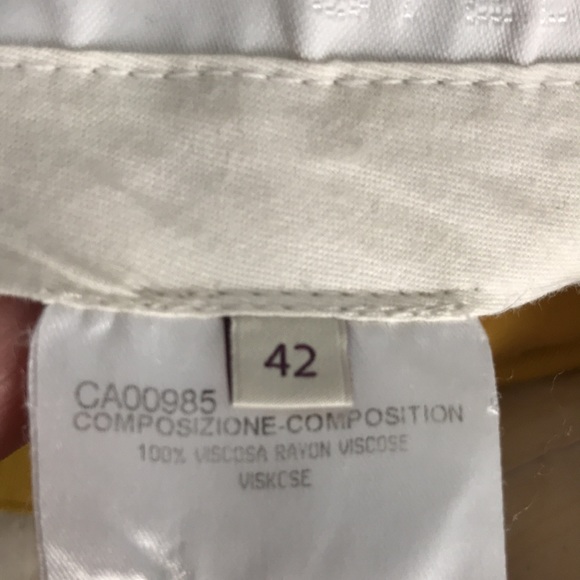 42
CA00985
COMPOSIZIONE-COMPOSITION
100% VISCOSA RAYON VISCOSE
VISKOSE